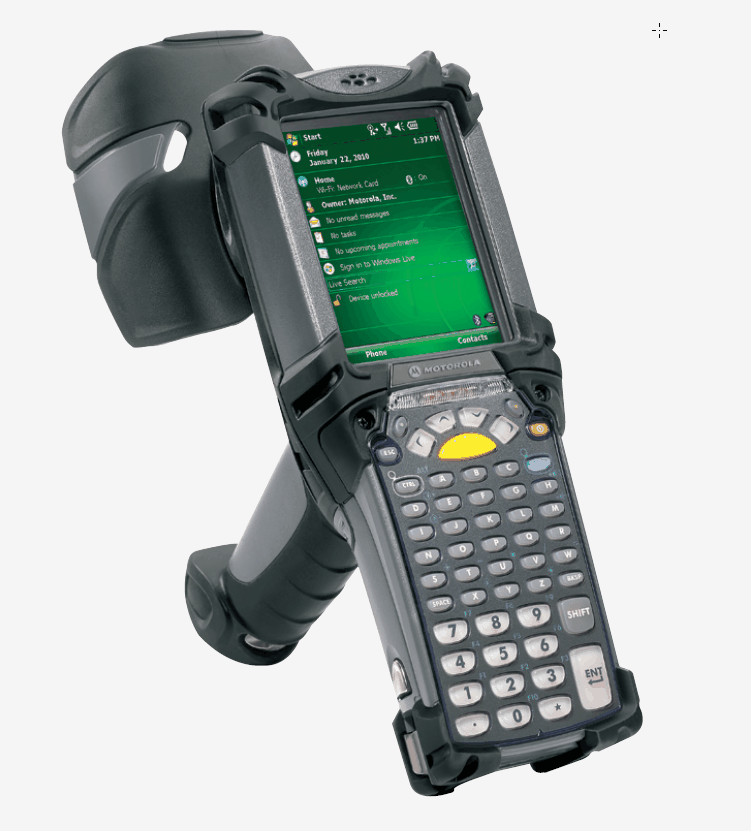 Start
1:37 PM
Friday
January 22, 2010
Home
Wi-Fi: Network Card
: On
Owner: Motorola, Inc.
No unread messages
No tasks
No upcoming appointments
Sign in to Windows Live
Live Search
Device unlocked
Phone Contacts
MOTOROLA
ESC
ALT
CTRL A B C
D E F G H
I J K L M
N O P Q R
S T U V W
SPACE X Y Z BKSP
7 8 9 SHIFT
4 5 6
1 2 3 ENT
. 0 *